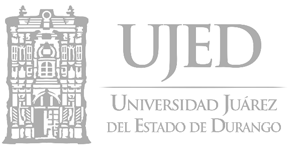 UJED
UNIVERSIDAD JUÁREZ
DEL ESTADO DE DURANGO